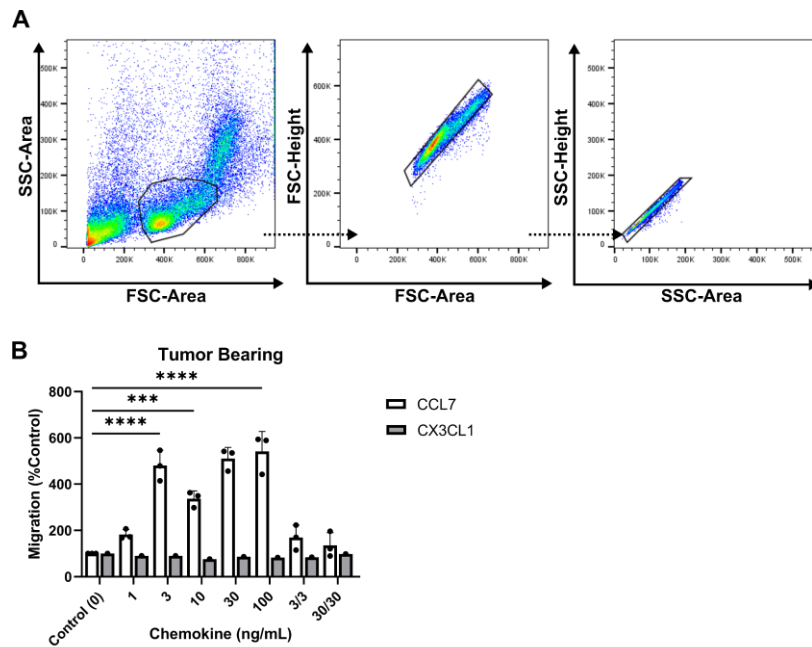 A
SSC-Area
500K
400K
300K
200K
100K
0
0 200K 400K 600K 800K
FSC-Area
FSC-Height
600K
400K
200K
0
0 200K 400K 600K 800K
FSC-Area
SSC-Height
500K
400K
300K
200K
100K
0
0 100K 200K 300K 400K 500K
SSC-Area
B
Tumor Bearing
Migration (%Control)
800
600
400
200
0
****
***
****
CCL7
CX3CL1
Control (0) 1 3 10 30 100 3/3 30/30
Chemokine (ng/mL)